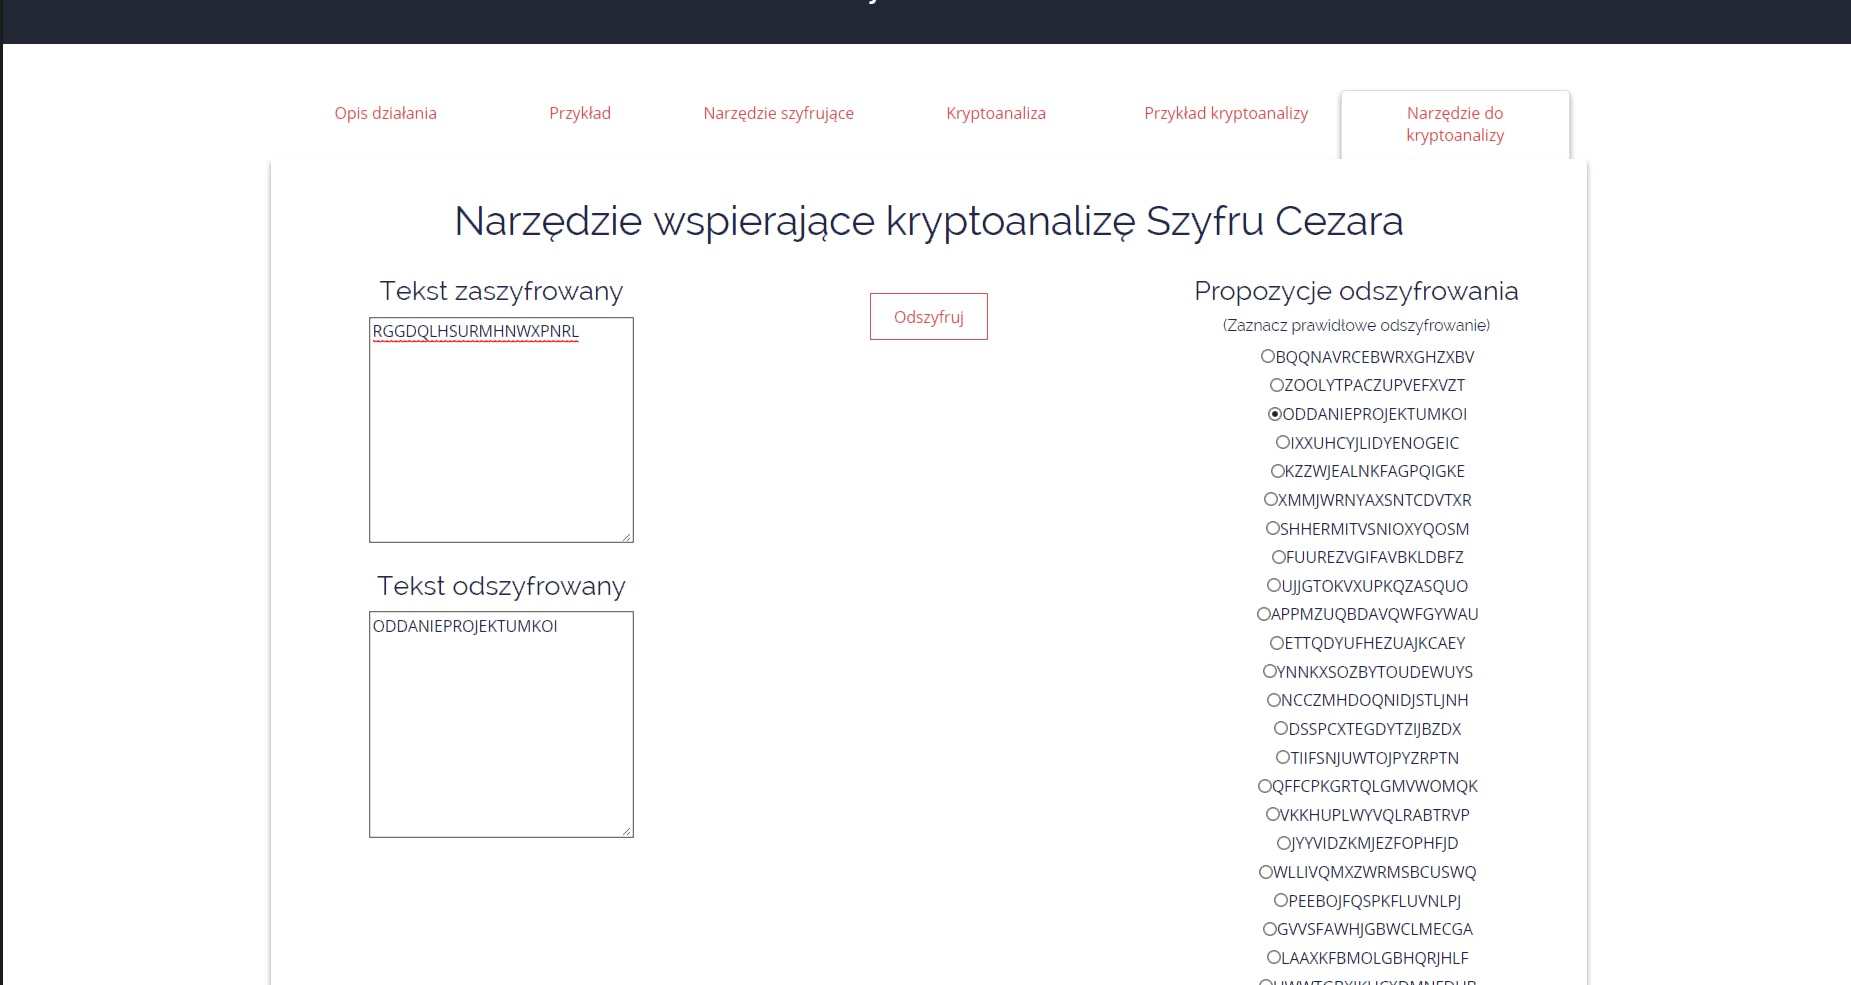 Opis działania
Przykład
Narzędzie szyfrujące
Kryptoanaliza
Przykład kryptoanalizy
Narzędzie do
kryptoanalizy
Narzędzie wspierające kryptoanalizę Szyfru Cezara
Tekst zaszyfrowany
RGGDQLHSURMHNWXPNRL
Tekst odszyfrowany
ODDANIEPROJEKTUMKOI
Odszyfruj
Propozycje odszyfrowania
(Zaznacz prawidłowe odszyfrowanie)
BQQNAVRCEBWRXGHZXBV
ZOOLYTPACZUPVEFXVZT
ODDANIEPROJEKTUMKOI
IXXUHCYJLIDYENOGEIC
KZZWJEALNKFAGPQIGKE
XMMJWRNYAXSNTCDVTXR
SHHERMITVSNIOXYQOSM
FUUREZVGIFAVBKLDBFZ
UJJGTOKVXUPKQZASQUO
APPMZUQBDAVQWFGYWAU
ETTQDYUFHEZUAJKCAEY
YNNKXSOZBYTOUDEWUYS
NCCZMHDOQNIDJSTLJNH
DSSPCXTEGDYTZIJBZDX
TIIFSNJUWTOJPYZRPTN
QFFCPKGRTQLGMVWOMQK
VKKHUPLWYVQLRABTRVP
JYYVIDZKMJEZFOPHFJD
WLLIVQMXZWRMSBCUSWQ
PEEBOJFQSPKFLUVNLPJ
GVVSFAWHJGBWCLMECGA
LAAXKFBMOLGBHQRJHLF